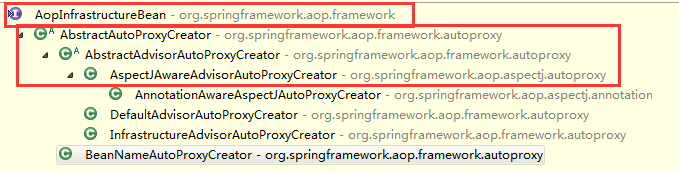 AopInfrastructureBean - org.springframework.aop.framework
AbstractAutoProxyCreator - org.springframework.aop.framework.autoproxy
AbstractAdvisorAutoProxyCreator - org.springframework.aop.framework.autoproxy
AspectJAwareAdvisorAutoProxyCreator - org.springframework.aop.aspectj.autoproxy
AnnotationAwareAspectJAutoProxyCreator - org.springframework.aop.aspectj.annotation
DefaultAdvisorAutoProxyCreator - org.springframework.aop.framework.autoproxy
InfrastructureAdvisorAutoProxyCreator - org.springframework.aop.framework.autoproxy
BeanNameAutoProxyCreator - org.springframework.aop.framework.autoproxy